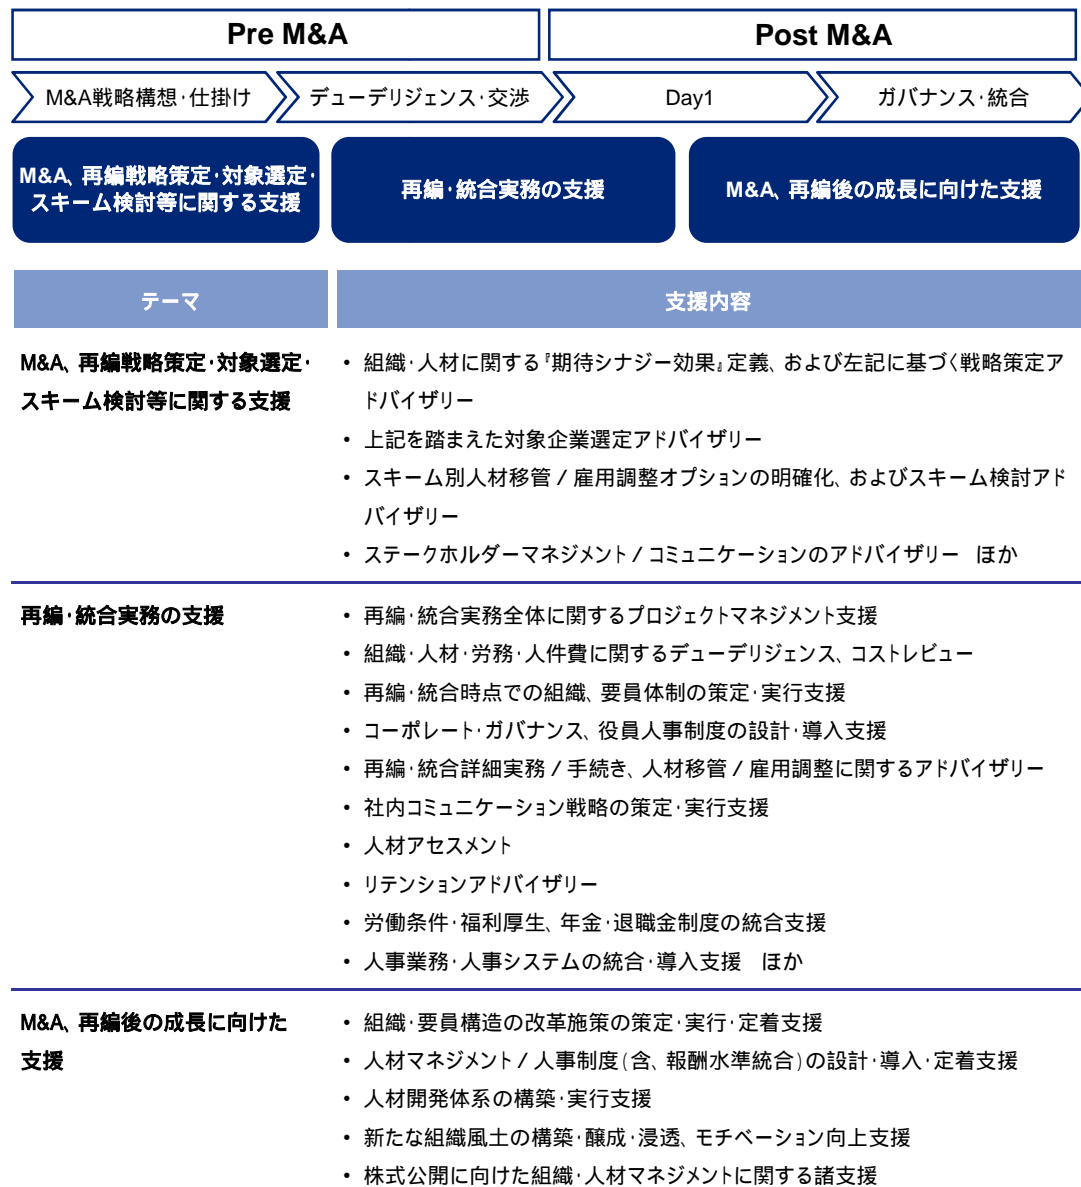 Pre M&A
Post M&A
M&A戦略構想･仕掛け
デューデリジェンス･交渉
Day1
ガバナンス･統合
M&A、再編戦略策定･対象選定･
スキーム検討等に関する支援
再編･統合実務の支援
M&A、再編後の成長に向けた支援
テーマ
支援内容
M&A、再編戦略策定･対象選定･
スキーム検討等に関する支援
• 組織･人材に関する『期待シナジー効果』定義、および左記に基づく戦略策定ア
ドバイザリー
• 上記を踏まえた対象企業選定アドバイザリー
• スキーム別人材移管 / 雇用調整オプションの明確化、およびスキーム検討アド
バイザリー
• ステークホルダーマネジメント / コミュニケーションのアドバイザリー　ほか
再編･統合実務の支援
• 再編･統合実務全体に関するプロジェクトマネジメント支援
• 組織･人材･労務･人件費に関するデューデリジェンス、コストレビュー
• 再編･統合時点での組織、要員体制の策定･実行支援
• コーポレート･ガバナンス、役員人事制度の設計･導入支援
• 再編･統合詳細実務 / 手続き、人材移管 / 雇用調整に関するアドバイザリー
• 社内コミュニケーション戦略の策定･実行支援
• 人材アセスメント
• リテンションアドバイザリー
• 労働条件･福利厚生、年金･退職金制度の統合支援
• 人事業務･人事システムの統合･導入支援　ほか
M&A、再編後の成長に向けた
支援
• 組織･要員構造の改革施策の策定･実行･定着支援
• 人材マネジメント / 人事制度(含、報酬水準統合)の設計･導入･定着支援
• 人材開発体系の構築･実行支援
• 新たな組織風土の構築･醸成･浸透、モチベーション向上支援
• 株式公開に向けた組織･人材マネジメントに関する諸支援